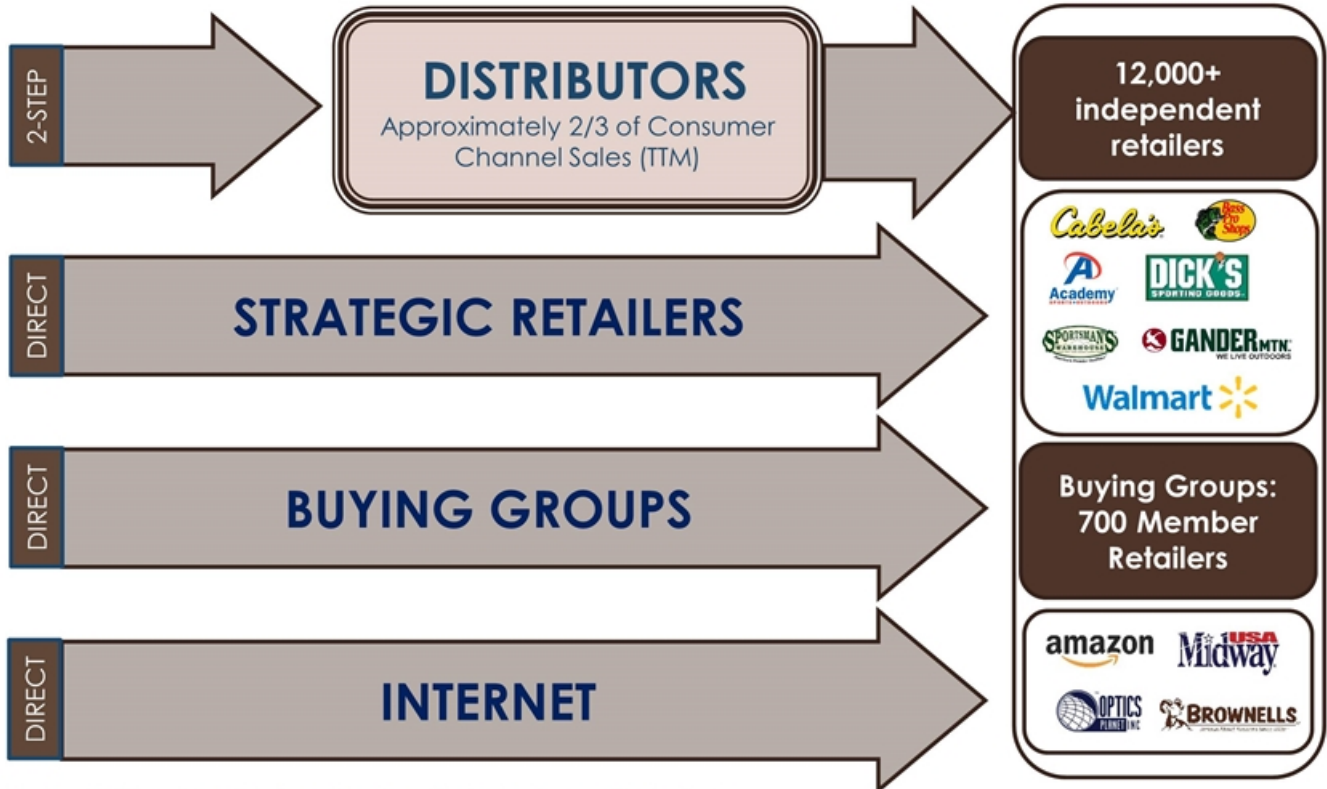 2-STEP
DISTRIBUTORS
Approximately 2/3 of Consumer
Channel Sales (TTM)
12,000+
independent
retailers
DIRECT
STRATEGIC RETAILERS
Cabela's
Bass
Pro
Shops
Academy
SPORTS+OUTDOORS
DICK'S
SPORTING GOODS
SPORTSMAN'S
WAREHOUSE
GANDER MTN.
WE LIVE OUTDOORS
Walmart
DIRECT
BUYING GROUPS
Buying Groups:
700 Member
Retailers
DIRECT
INTERNET
amazon
MidwayUSA
OPTICS
PLANET INC
BROWNELLS